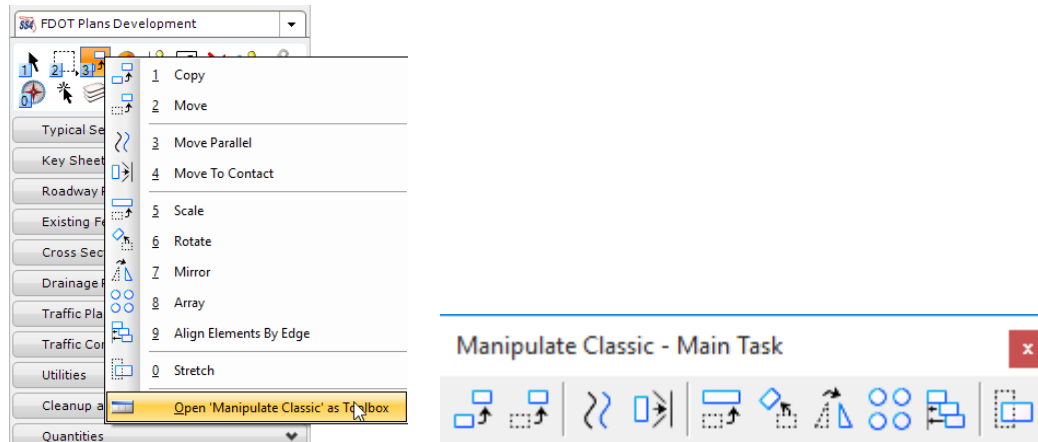 SS4 FDOT Plans Development
1 2 3
0
1 Copy
2 Move
3 Move Parallel
4 Move To Contact
5 Scale
6 Rotate
7 Mirror
8 Array
9 Align Elements By Edge
0 Stretch
Open 'Manipulate Classic' as Toolbox
Typical Se
Key Sheet
Roadway
Existing Fe
Cross Sec
Drainage
Traffic Pla
Traffic Cor
Utilities
Cleanup a
Quantities
Manipulate Classic - Main Task
x